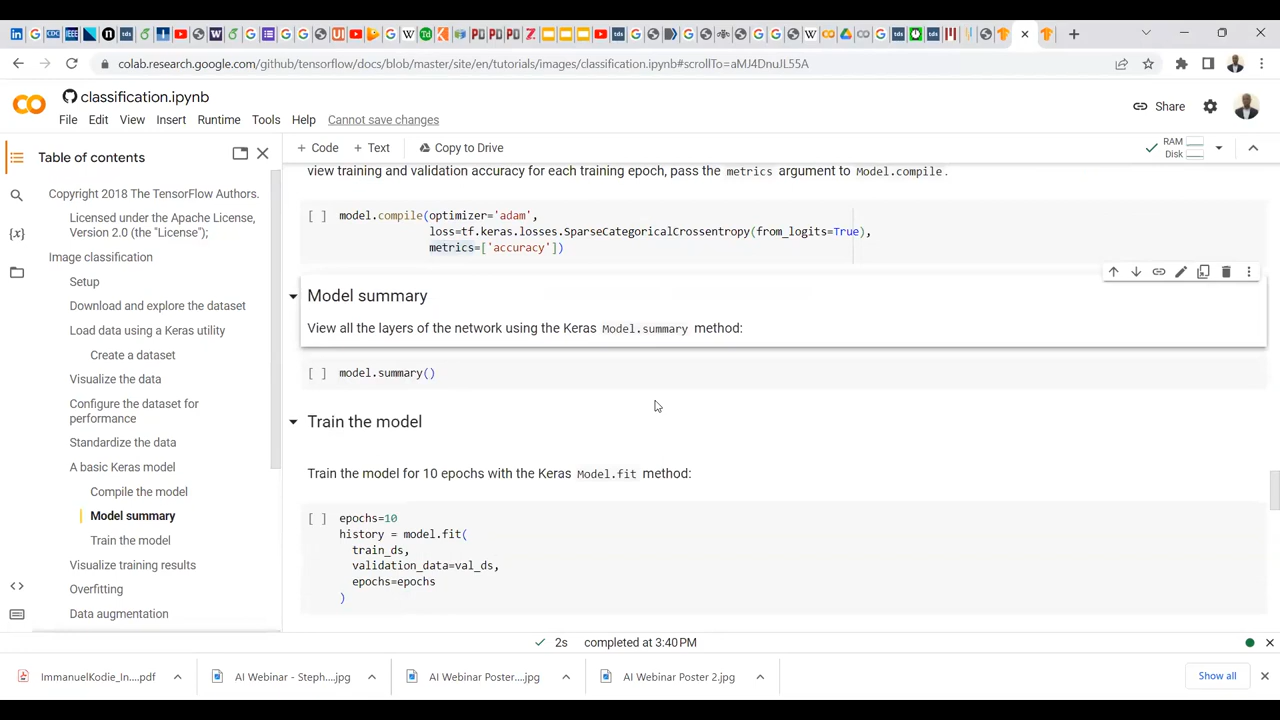 colab.research.google.com/github/tensorflow/docs/blob/master/site/en/tutorials/images/classification.ipynb#scrollTo=aMJ4DnuJL55A
classification.ipynb
Share
File Edit View Insert Runtime Tools Help Cannot save changes
Table of contents
+ Code + Text Copy to Drive
RAM
Disk
Copyright 2018 The TensorFlow Authors.
Licensed under the Apache License,
Version 2.0 (the "License");
Image classification
Setup
Download and explore the dataset
Load data using a Keras utility
Create a dataset
Visualize the data
Configure the dataset for
performance
Standardize the data
A basic Keras model
Compile the model
Model summary
Train the model
Visualize training results
Overfitting
Data augmentation
view training and validation accuracy for each training epoch, pass the metrics argument to Model.compile.
[ ] model.compile(optimizer='adam',
loss=tf.keras.losses.SparseCategoricalCrossentropy(from_logits=True),
metrics=['accuracy'])
Model summary
View all the layers of the network using the Keras Model.summary method:
[ ] model.summary()
Train the model
Train the model for 10 epochs with the Keras Model.fit method:
[ ] epochs=10
history = model.fit(
train_ds,
validation_data=val_ds,
epochs=epochs
)
2s completed at 3:40 PM
ImmanuelKodie_In....pdf
AI Webinar - Steph....jpg
AI Webinar Poster....jpg
AI Webinar Poster 2.jpg
Show all